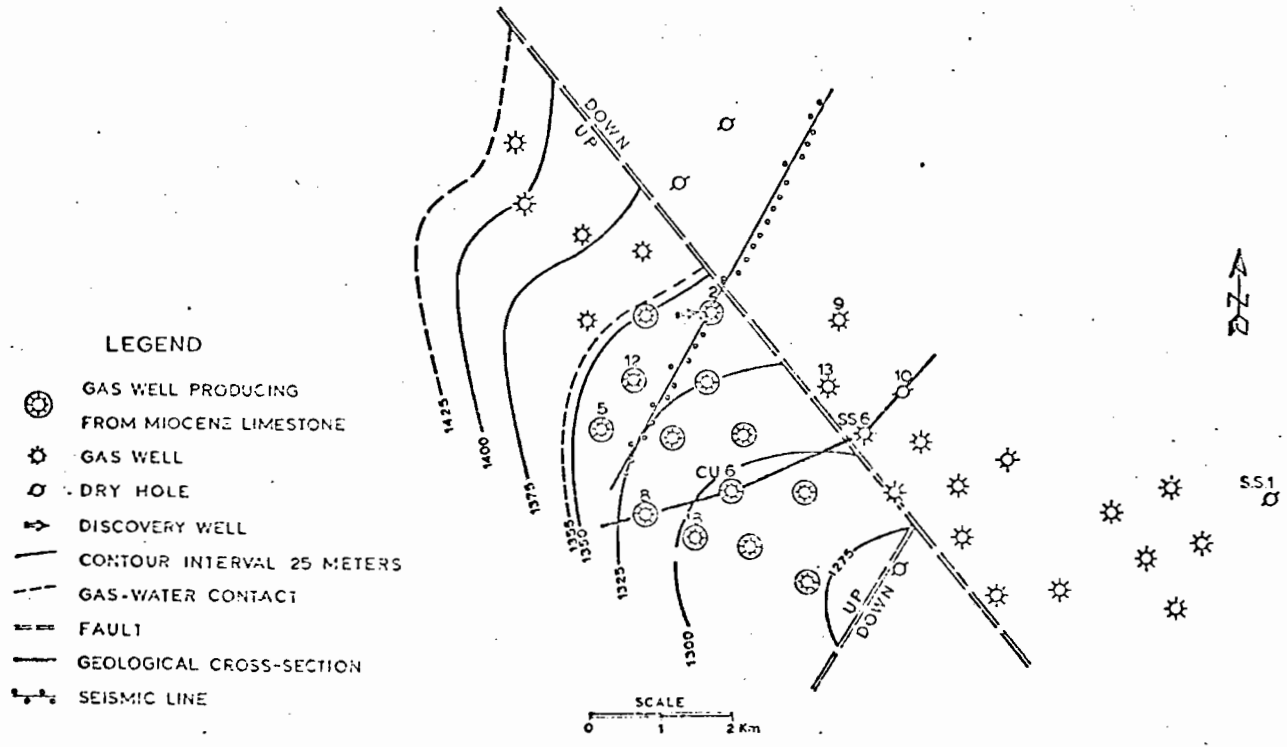 DOWN
UP
2
9
12
13
10
5
SS.6
CU 6
8
3
S.S.1
1425
1400
1375
1355
1350
1325
1300
1275
UP
DOWN
N
LEGEND
GAS WELL PRODUCING
FROM MIOCENE LIMESTONE
GAS WELL
DRY HOLE
DISCOVERY WELL
CONTOUR INTERVAL 25 METERS
GAS-WATER CONTACT
FAULT
GEOLOGICAL CROSS-SECTION
SEISMIC LINE
SCALE
0 1 2 Km